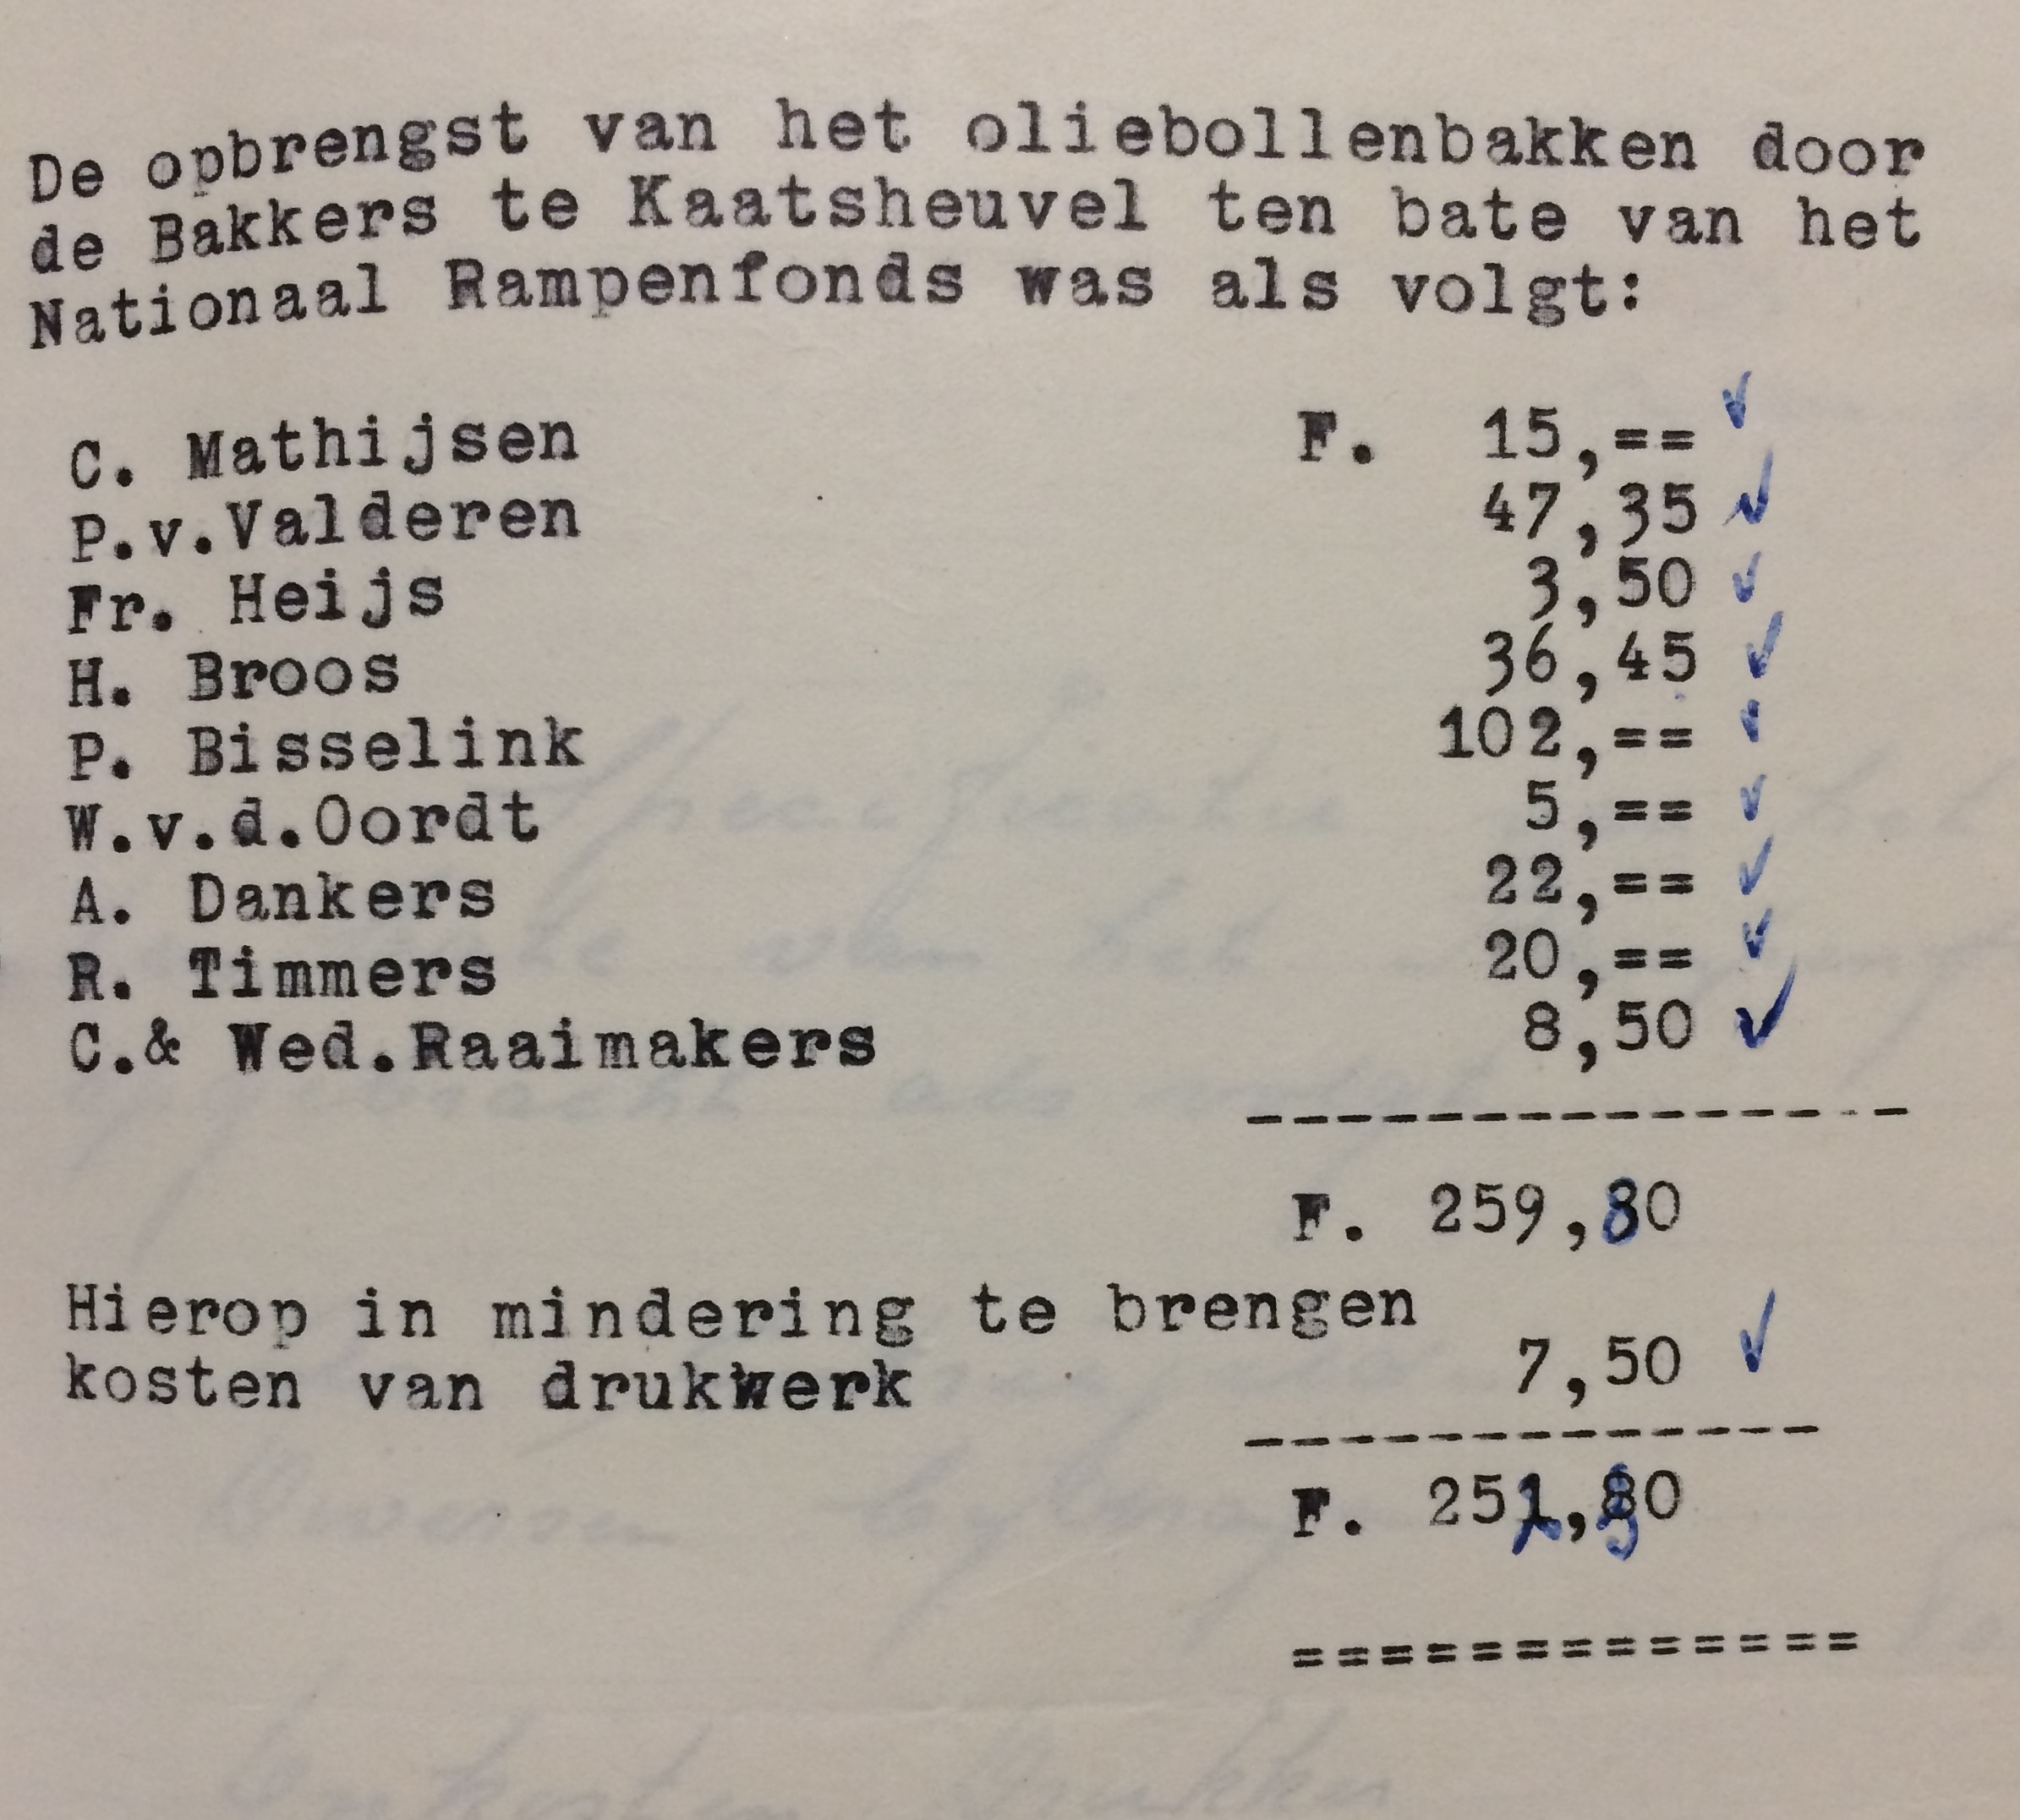 De opbrengst van het oliebollenbakken door
de Bakkers te Kaatsheuvel ten bate van het
Nationaal Rampenfonds was als volgt:
C. Mathijsen F. 15,==
P.v.Valderen 47,35
Fr. Heijs 3,50
H. Broos 36,45
P. Bisselink 102,==
W.v.d.Oordt 5,==
A. Dankers 22,==
R. Timmers 20,==
C.& Wed.Raaimakers 8,50
F. 259,80
Hierop in mindering te brengen
kosten van drukwerk 7,50
F. 252,30